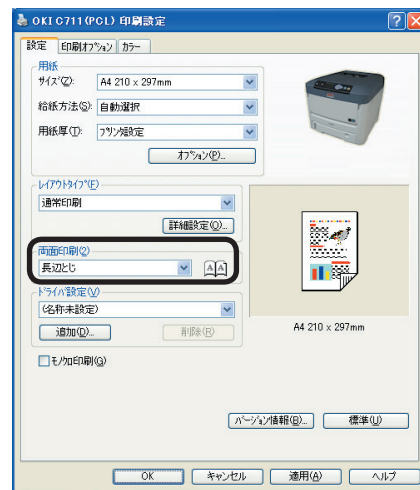 OKI C711(PCL) 印刷設定
設定 印刷オプション カラー
用紙
サイズ(Z): A4 210 x 297mm
給紙方法(S): 自動選択
用紙厚(T): プリンタ設定
オプション(P)...
レイアウトタイプ(E)
通常印刷
詳細設定(O)...
両面印刷(2)
長辺とじ
ドライバ設定(V)
(名称未設定)
追加(D)... 削除(R)
A4 210 x 297mm
モノクロ印刷(G)
バージョン情報(B)... 標準(U)
OK キャンセル 適用(A) ヘルプ